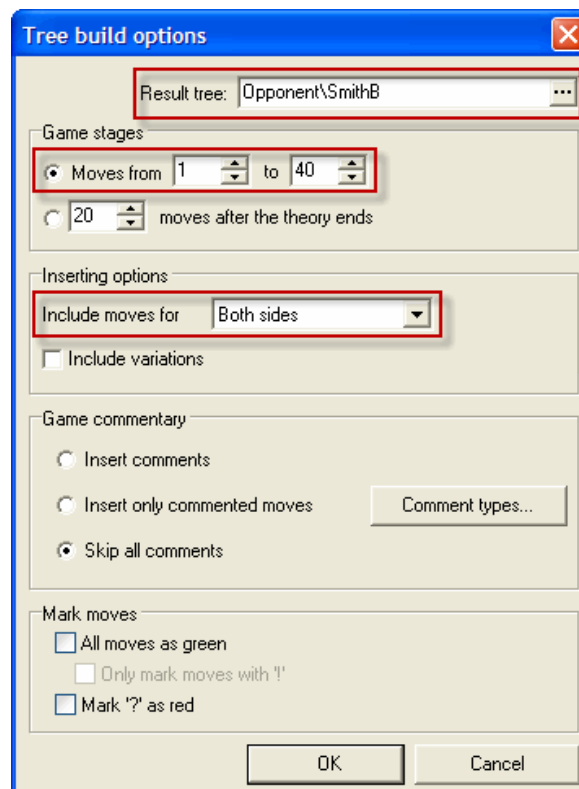 Tree build options
Result tree: Opponent\SmithB ...
Game stages
Moves from 1 to 40
20 moves after the theory ends
Inserting options
Include moves for Both sides
Include variations
Game commentary
Insert comments
Insert only commented moves Comment types...
Skip all comments
Mark moves
All moves as green
Only mark moves with '!'
Mark '?' as red
OK Cancel